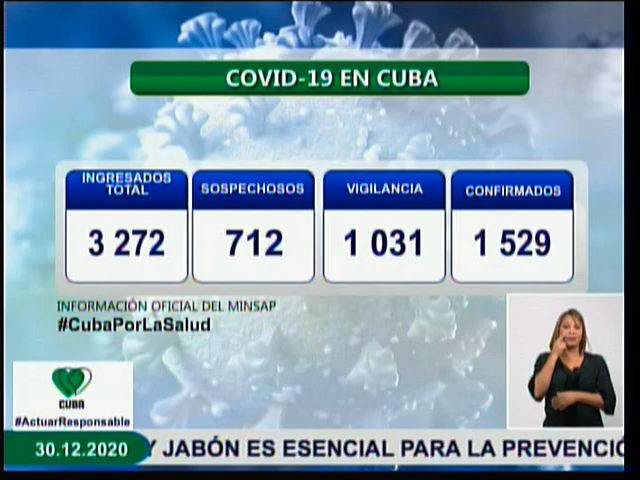 COVID-19 EN CUBA
INGRESADOS
TOTAL
SOSPECHOSOS
VIGILANCIA
CONFIRMADOS
3 272
712
1 031
1 529
INFORMACIÓN OFICIAL DEL MINSAP
#CubaPorLaSalud
CUBA
#ActuarResponsable
30.12.2020
Y JABÓN ES ESENCIAL PARA LA PREVENCIÓ